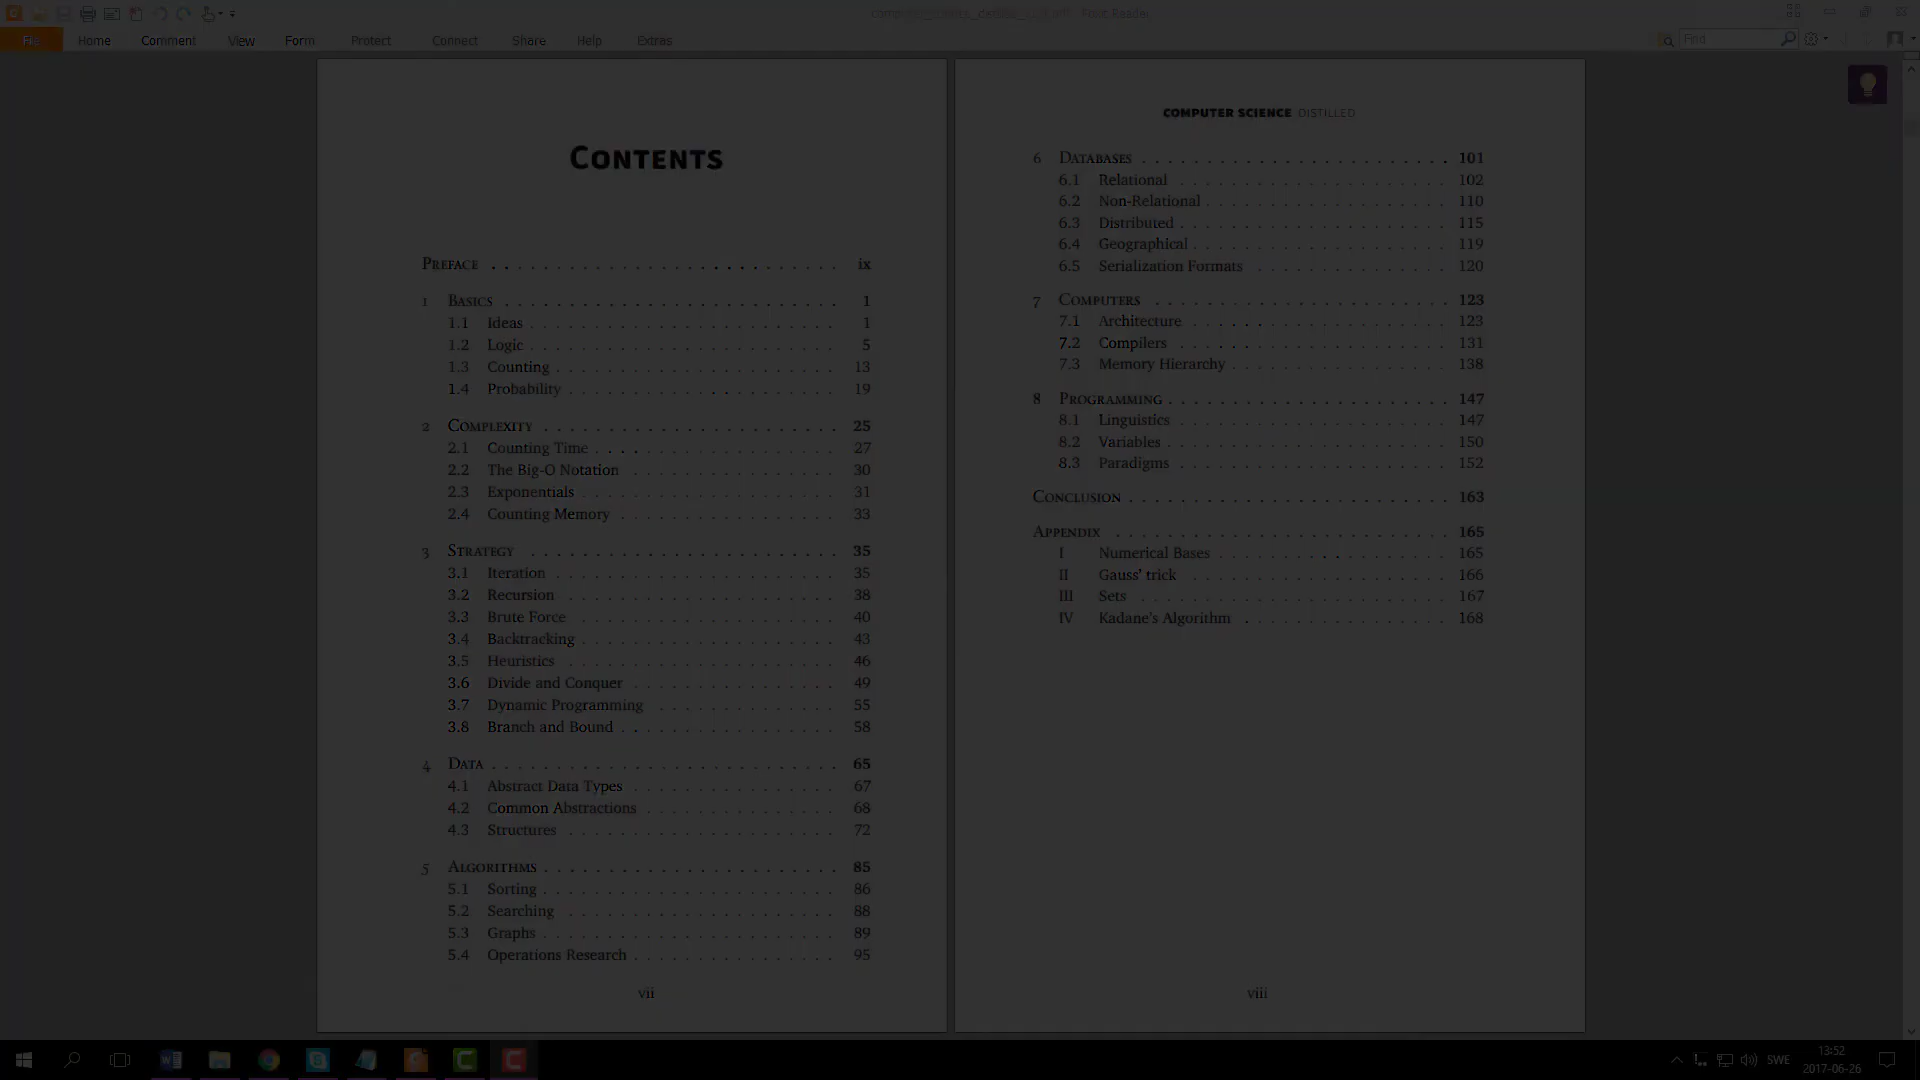 File Home Comment View Form Protect Connect Share Help Extras Find
CONTENTS
PREFACE ix
1 BASICS 1
1.1 Ideas 1
1.2 Logic 5
1.3 Counting 13
1.4 Probability 19
2 COMPLEXITY 25
2.1 Counting Time 27
2.2 The Big-O Notation 30
2.3 Exponentials 31
2.4 Counting Memory 33
3 STRATEGY 35
3.1 Iteration 35
3.2 Recursion 38
3.3 Brute Force 40
3.4 Backtracking 43
3.5 Heuristics 46
3.6 Divide and Conquer 49
3.7 Dynamic Programming 55
3.8 Branch and Bound 58
4 DATA 65
4.1 Abstract Data Types 67
4.2 Common Abstractions 68
4.3 Structures 72
5 ALGORITHMS 85
5.1 Sorting 86
5.2 Searching 88
5.3 Graphs 89
5.4 Operations Research 95
vii
COMPUTER SCIENCE DISTILLED
6 DATABASES 101
6.1 Relational 102
6.2 Non-Relational 110
6.3 Distributed 115
6.4 Geographical 119
6.5 Serialization Formats 120
7 COMPUTERS 123
7.1 Architecture 123
7.2 Compilers 131
7.3 Memory Hierarchy 138
8 PROGRAMMING 147
8.1 Linguistics 147
8.2 Variables 150
8.3 Paradigms 152
CONCLUSION 163
APPENDIX 165
I Numerical Bases 165
II Gauss' trick 166
III Sets 167
IV Kadane's Algorithm 168
viii
SWE
13:52
2017-06-26